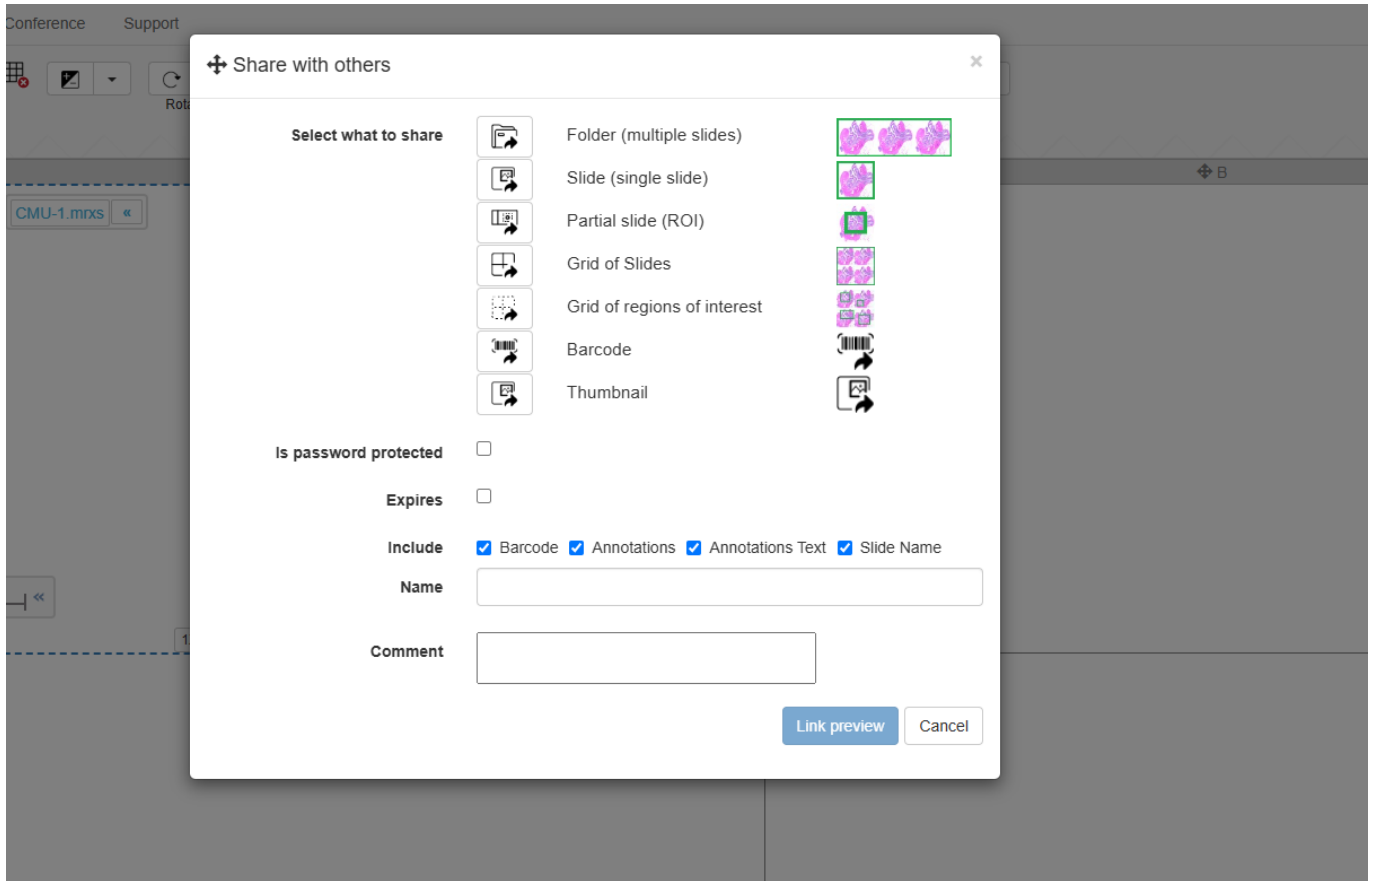 Conference Support
Share with others ×
Rota
Select what to share
Folder (multiple slides)
Slide (single slide)
B
CMU-1.mrxs «
Partial slide (ROI)
Grid of Slides
Grid of regions of interest
Barcode
Thumbnail
Is password protected
Expires
Include Barcode Annotations Annotations Text Slide Name
Name
«
1
Comment
Link preview Cancel